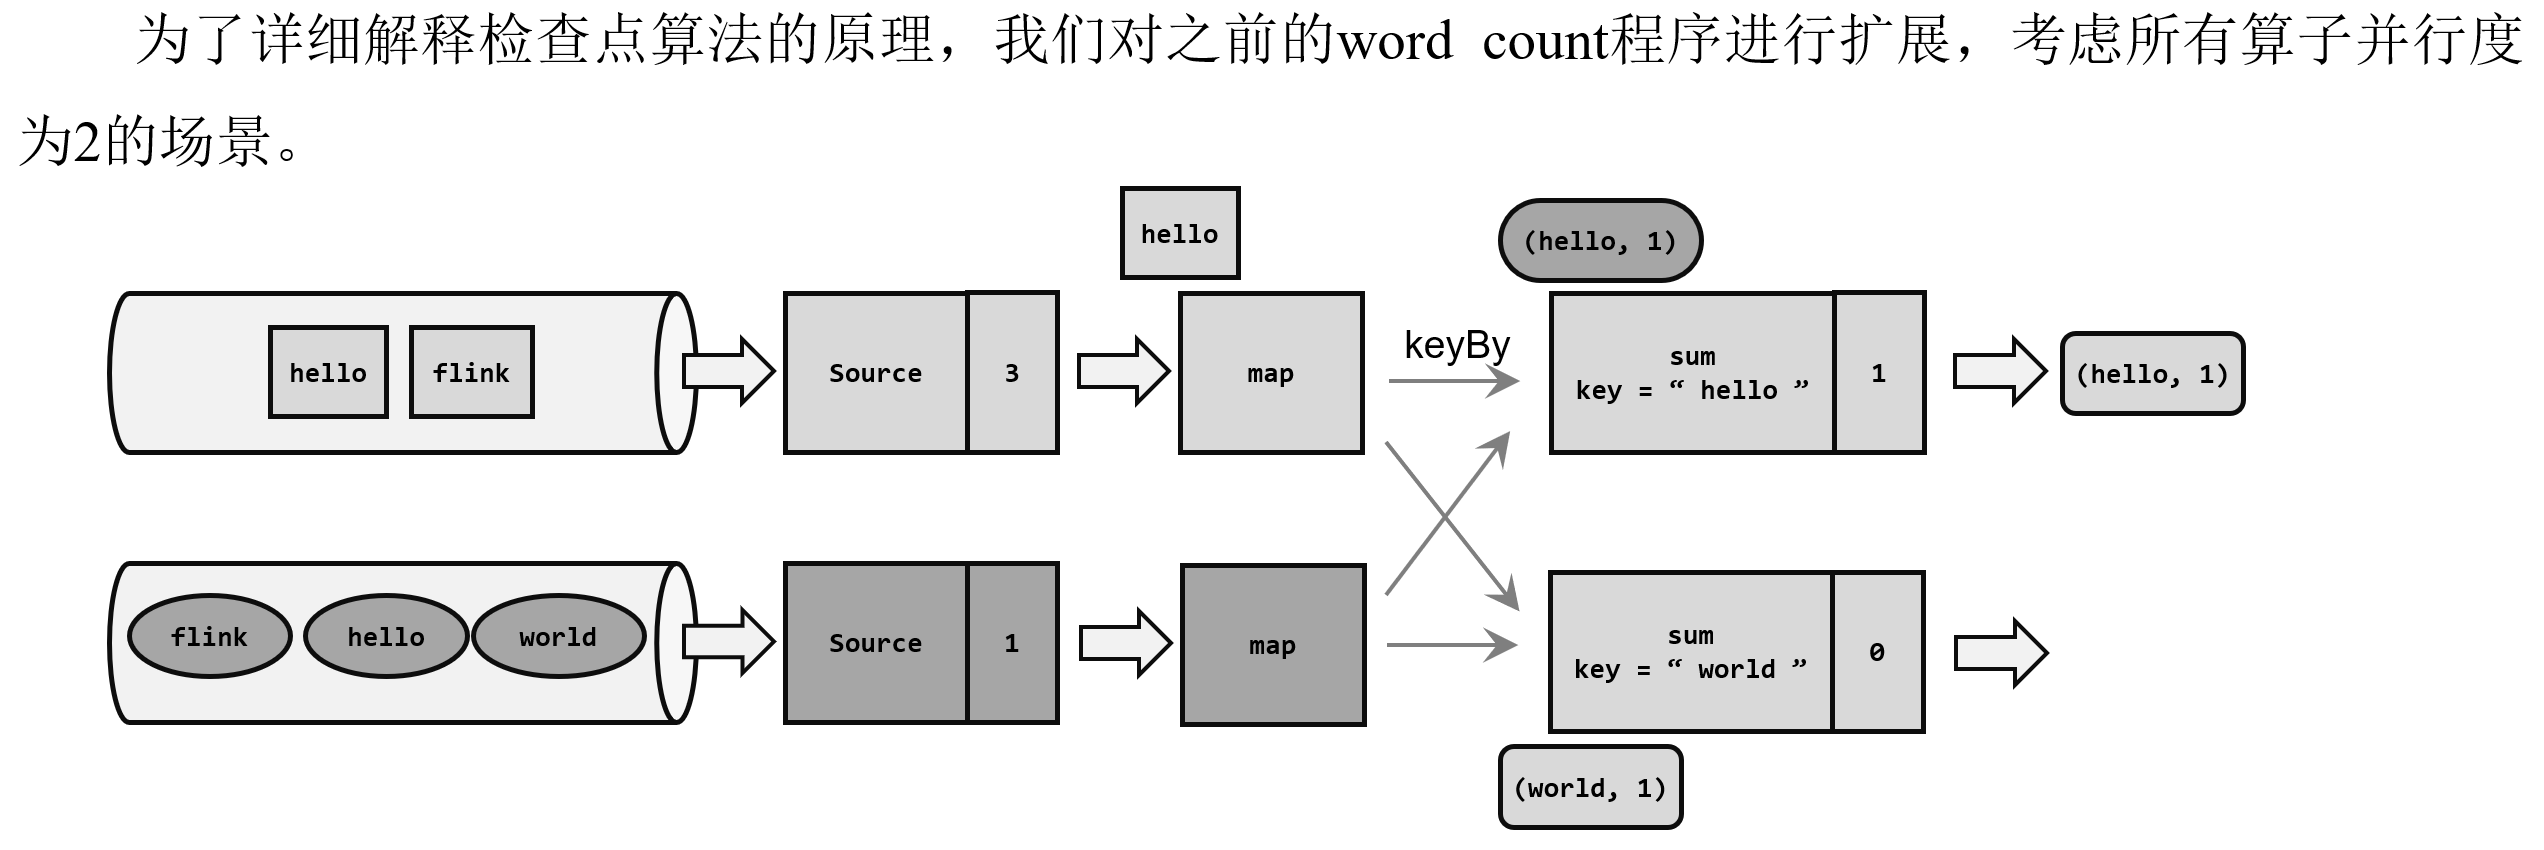 为了详细解释检查点算法的原理，我们对之前的word count程序进行扩展，考虑所有算子并行度
为2的场景。
hello
(hello, 1)
hello flink
Source 3
map
keyBy
sum
key = “ hello ”
1
(hello, 1)
flink hello world
Source 1
map
sum
key = “ world ”
0
(world, 1)